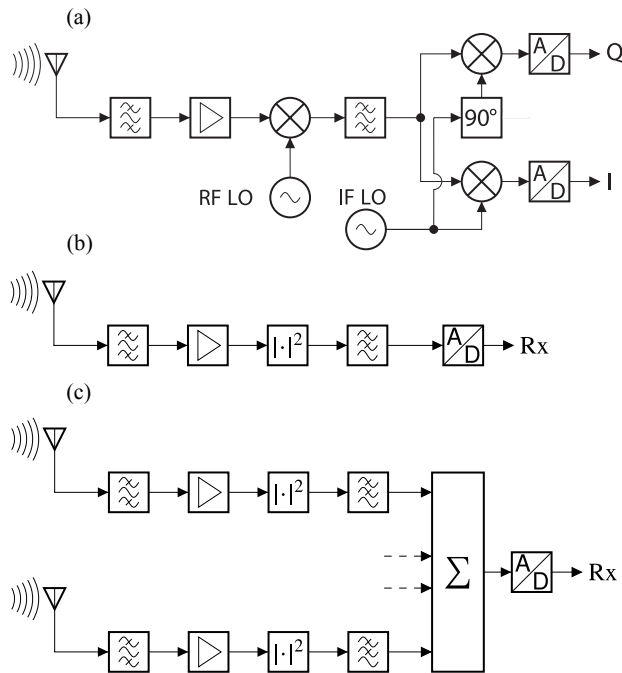 (a)
A
D
Q
90°
RF LO
IF LO
A
D
I
(b)
|·|²
A
D
Rx
(c)
|·|²
Σ
A
D
Rx
|·|²